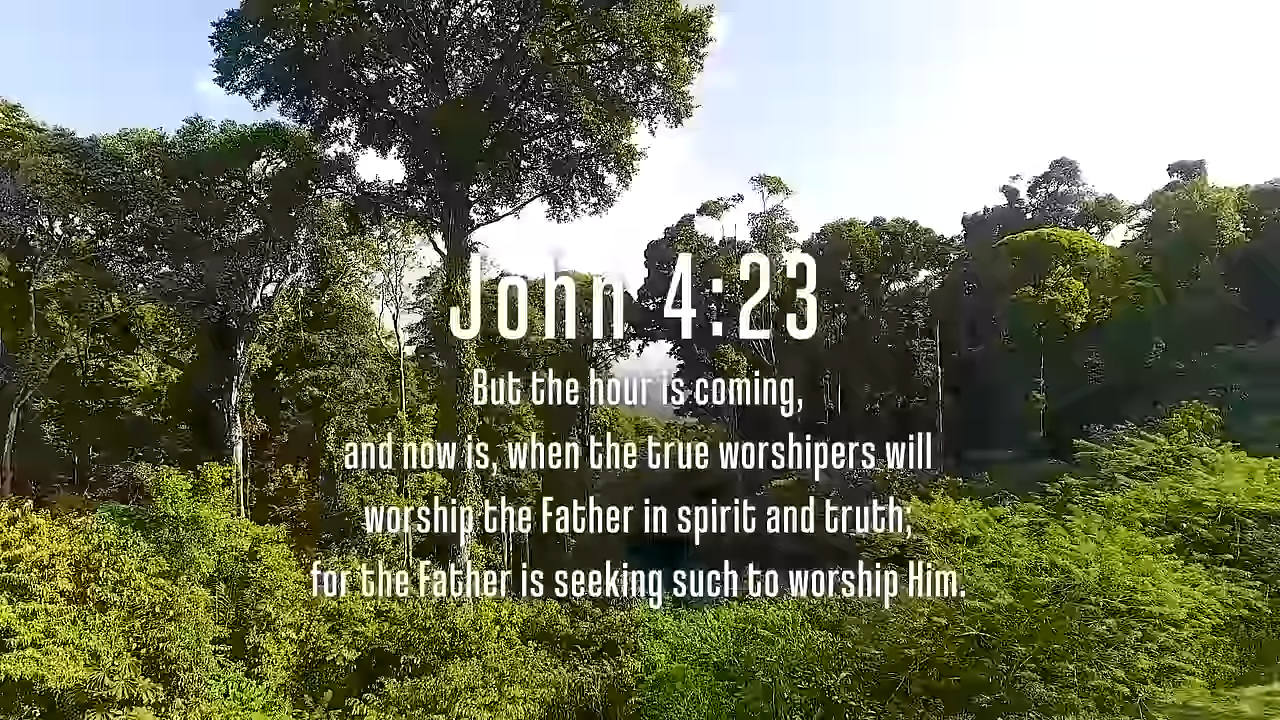 John 4:23
But the hour is coming,
and now is, when the true worshipers will
worship the Father in spirit and truth;
for the Father is seeking such to worship Him.